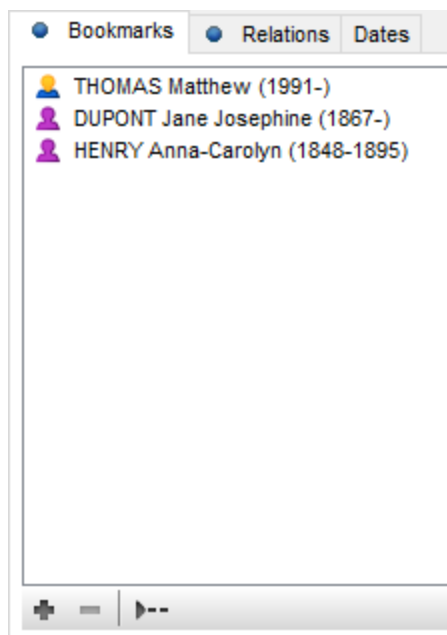 Bookmarks Relations Dates
THOMAS Matthew (1991-)
DUPONT Jane Josephine (1867-)
HENRY Anna-Carolyn (1848-1895)